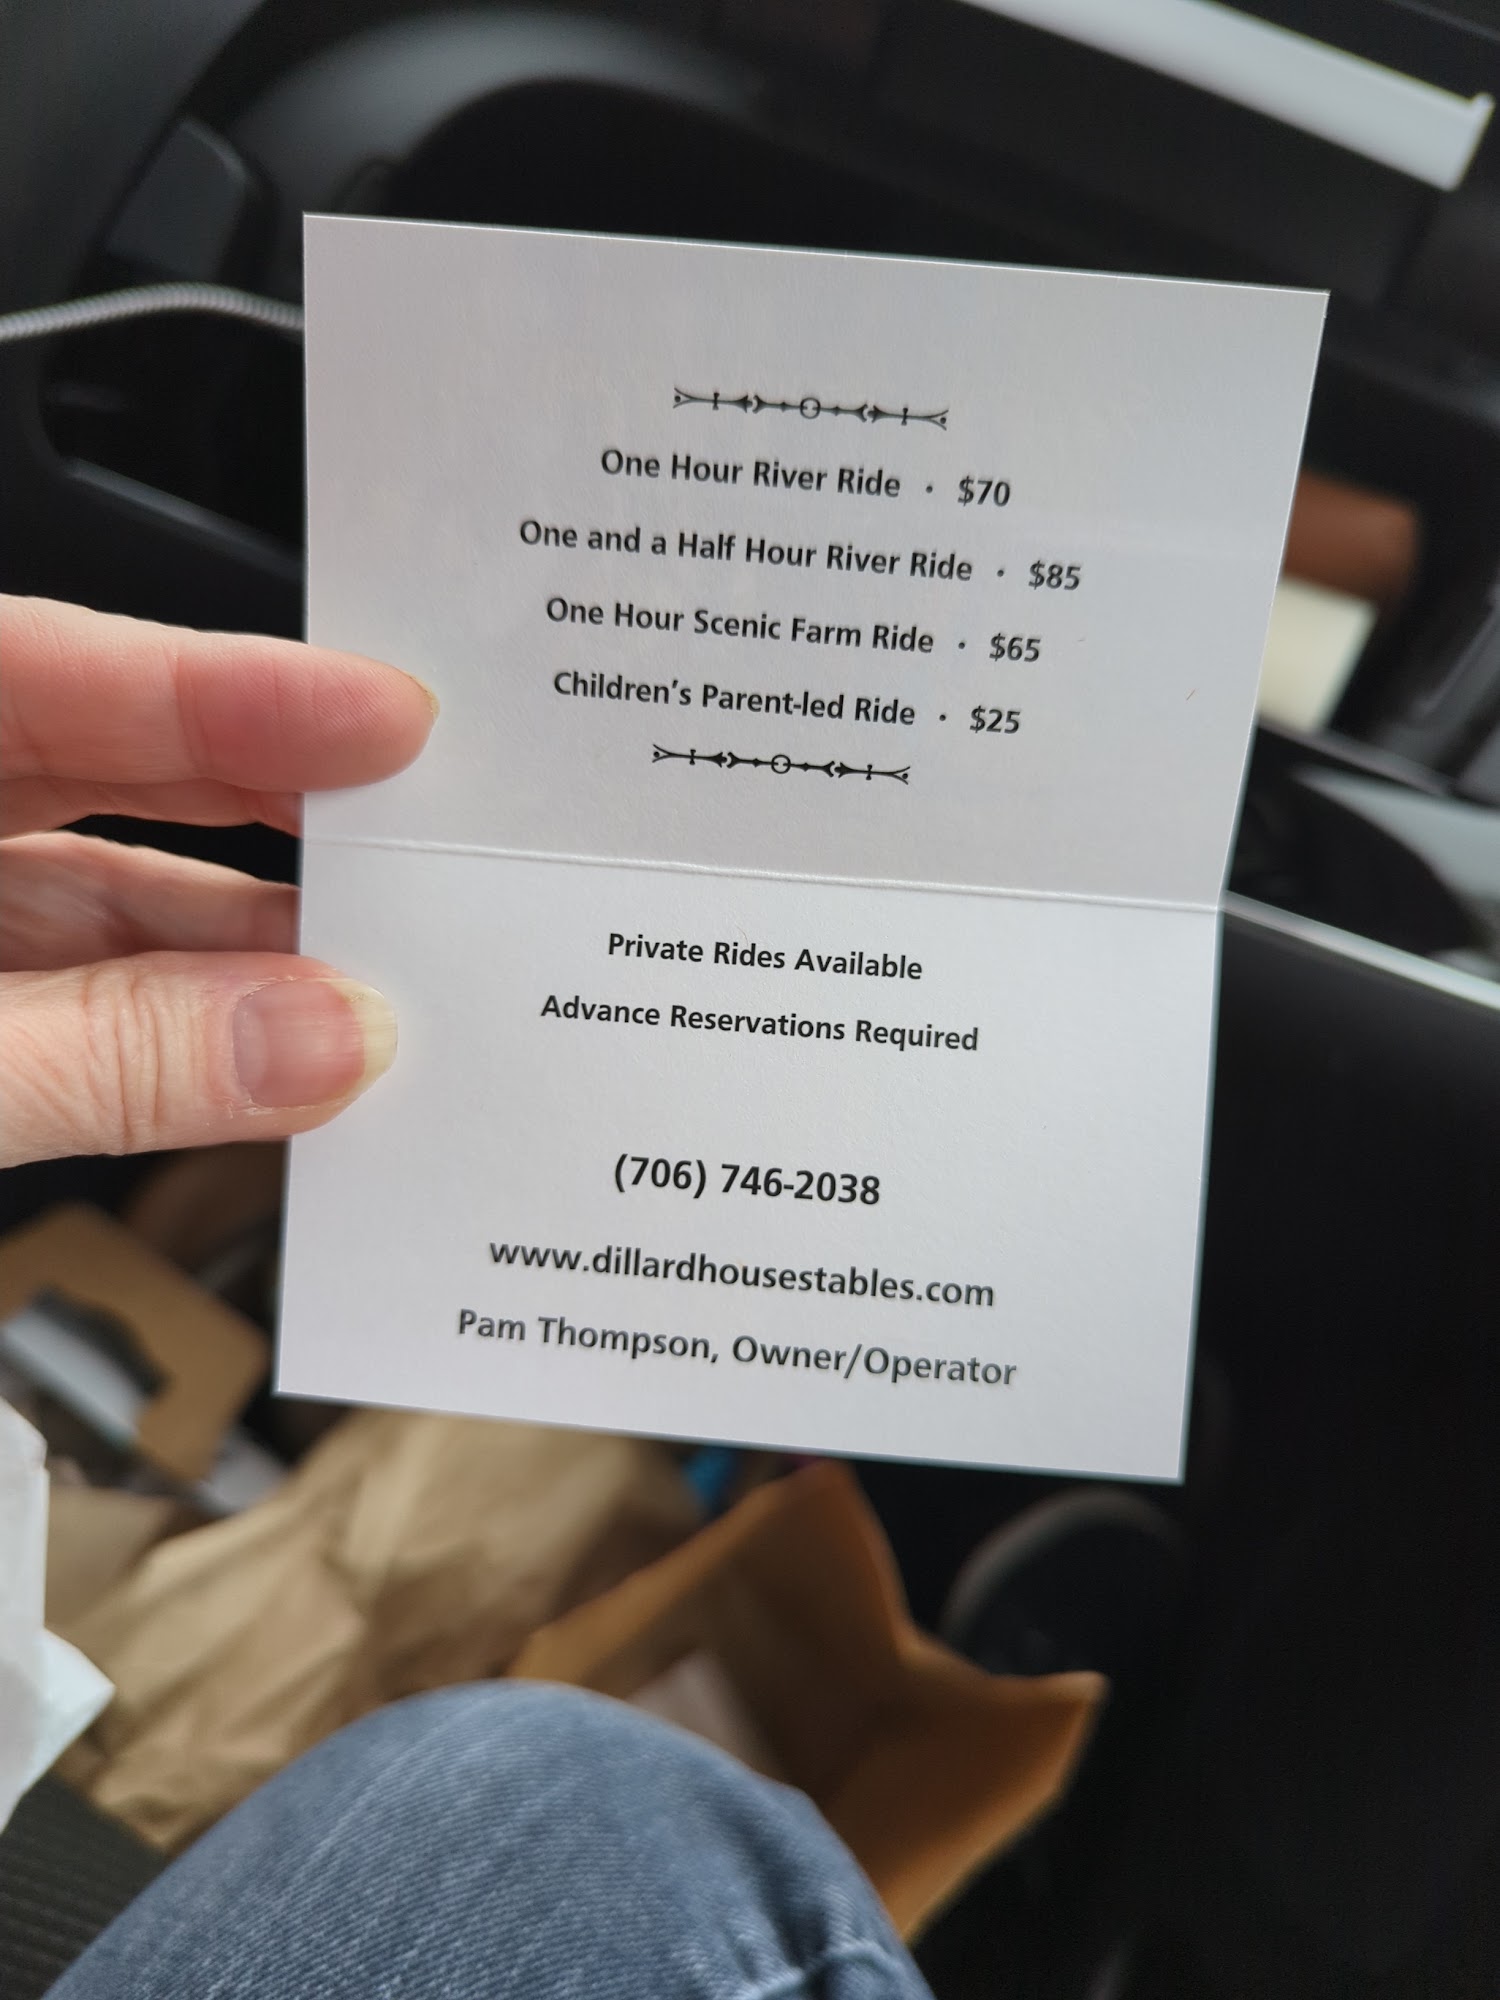 One Hour River Ride • $70
One and a Half Hour River Ride • $85
One Hour Scenic Farm Ride • $65
Children’s Parent-led Ride • $25
Private Rides Available
Advance Reservations Required
(706) 746-2038
www.dillardhousestables.com
Pam Thompson, Owner/Operator